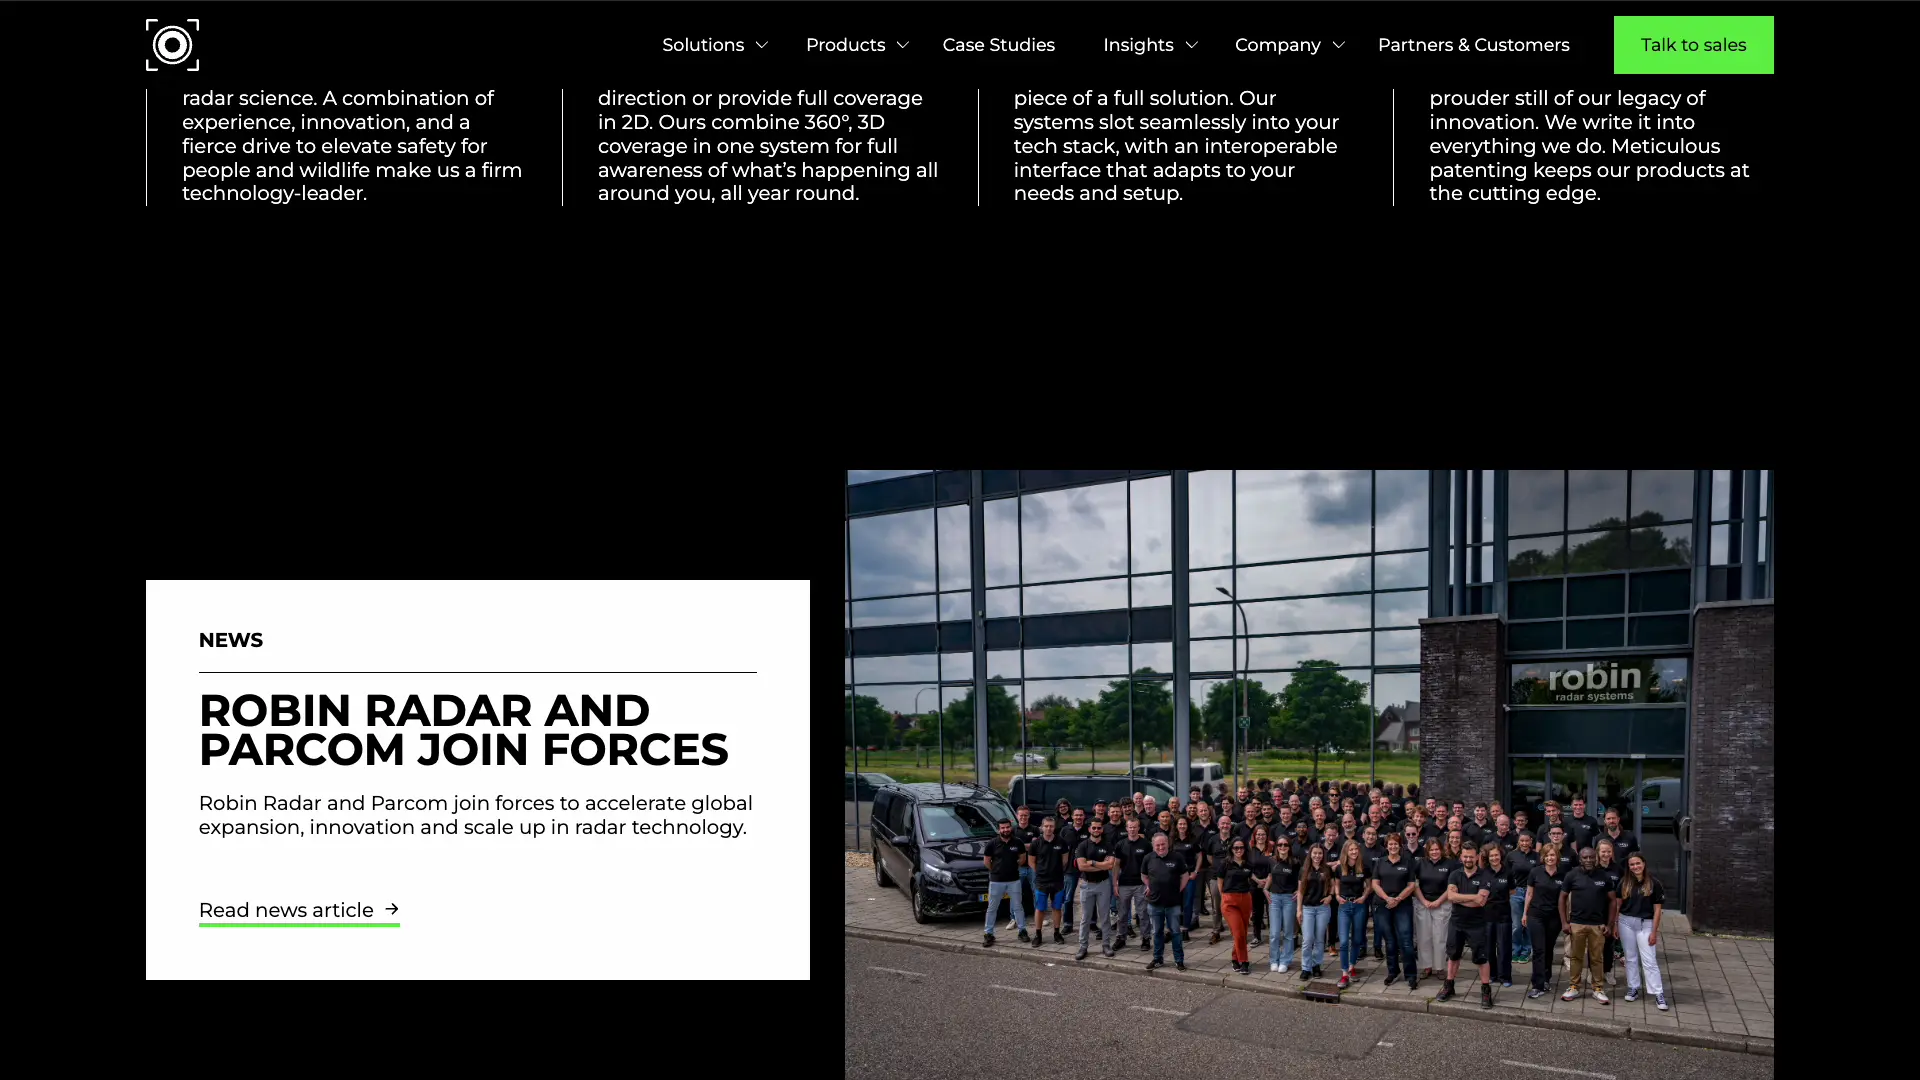 Solutions
Products
Case Studies
Insights
Company
Partners & Customers
Talk to sales
radar science. A combination of
experience, innovation, and a
fierce drive to elevate safety for
people and wildlife make us a firm
technology-leader.
direction or provide full coverage
in 2D. Ours combine 360°, 3D
coverage in one system for full
awareness of what’s happening all
around you, all year round.
piece of a full solution. Our
systems slot seamlessly into your
tech stack, with an interoperable
interface that adapts to your
needs and setup.
prouder still of our legacy of
innovation. We write it into
everything we do. Meticulous
patenting keeps our products at
the cutting edge.
NEWS
ROBIN RADAR AND
PARCOM JOIN FORCES
Robin Radar and Parcom join forces to accelerate global
expansion, innovation and scale up in radar technology.
Read news article →
robin
radar systems